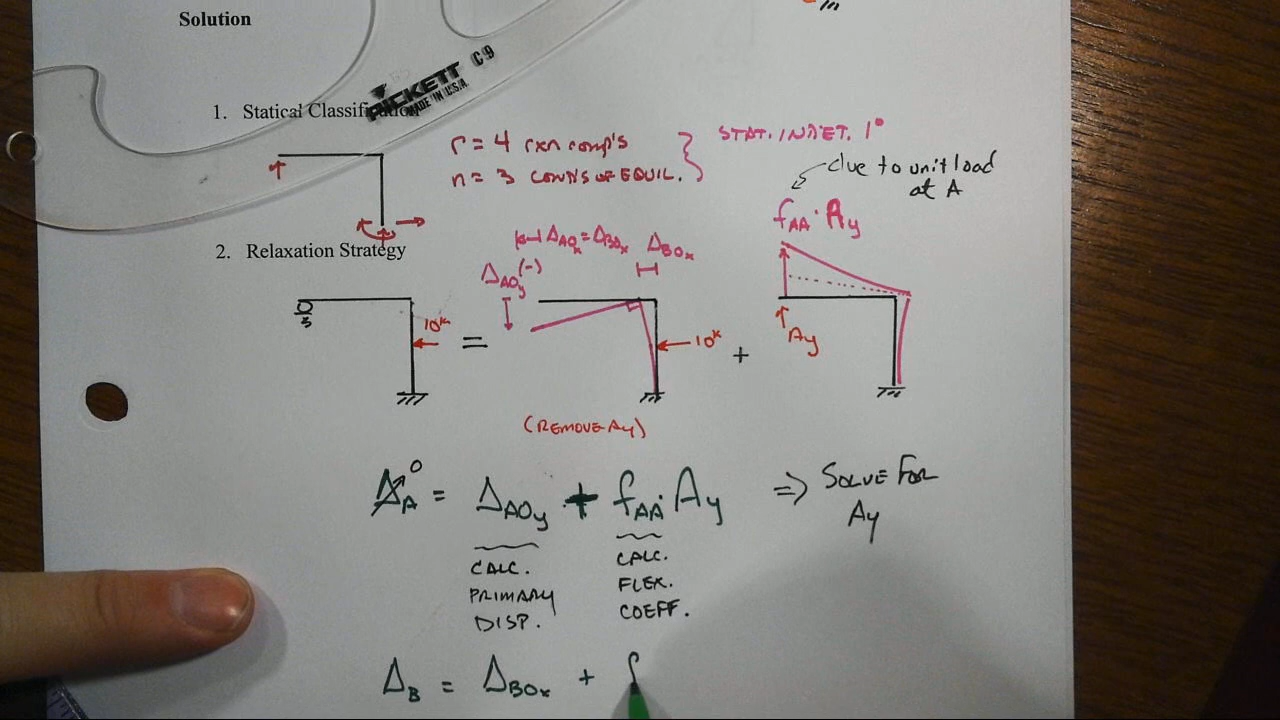 Solution
PICKETT C-9
MADE IN U.S.A.
1. Statical Classification
r = 4 rxn comp's
n = 3 CONDNS OF EQUIL.
STAT. INDET. 1°
due to unit load
at A
2. Relaxation Strategy
ΔAOx = ΔBOx
ΔBOx
ΔAOy (-)
fAA · Ay
10k
=
10k
+
Ay
(REMOVE Ay)
ΔA 0 = ΔAOy + fAA · Ay ⇒ SOLVE FOR
Ay
CALC.
PRIMARY
DISP.
CALC.
FLEX.
COEFF.
ΔB = ΔBOx + f